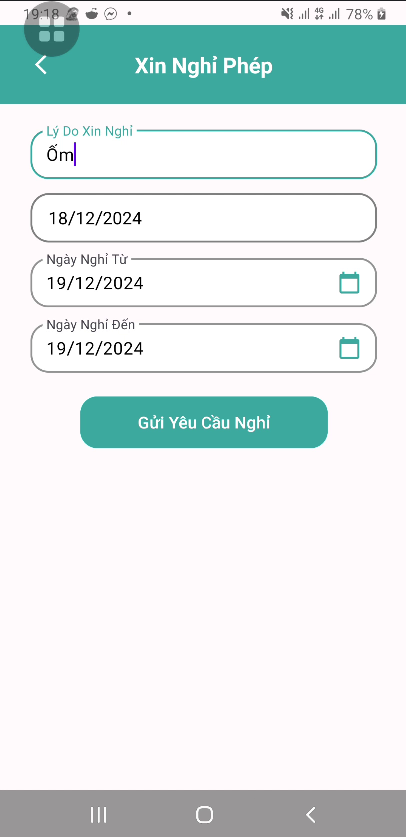 19:18
4G
78%
Xin Nghỉ Phép
Lý Do Xin Nghỉ
Ốm
18/12/2024
Ngày Nghỉ Từ
19/12/2024
Ngày Nghỉ Đến
19/12/2024
Gửi Yêu Cầu Nghỉ